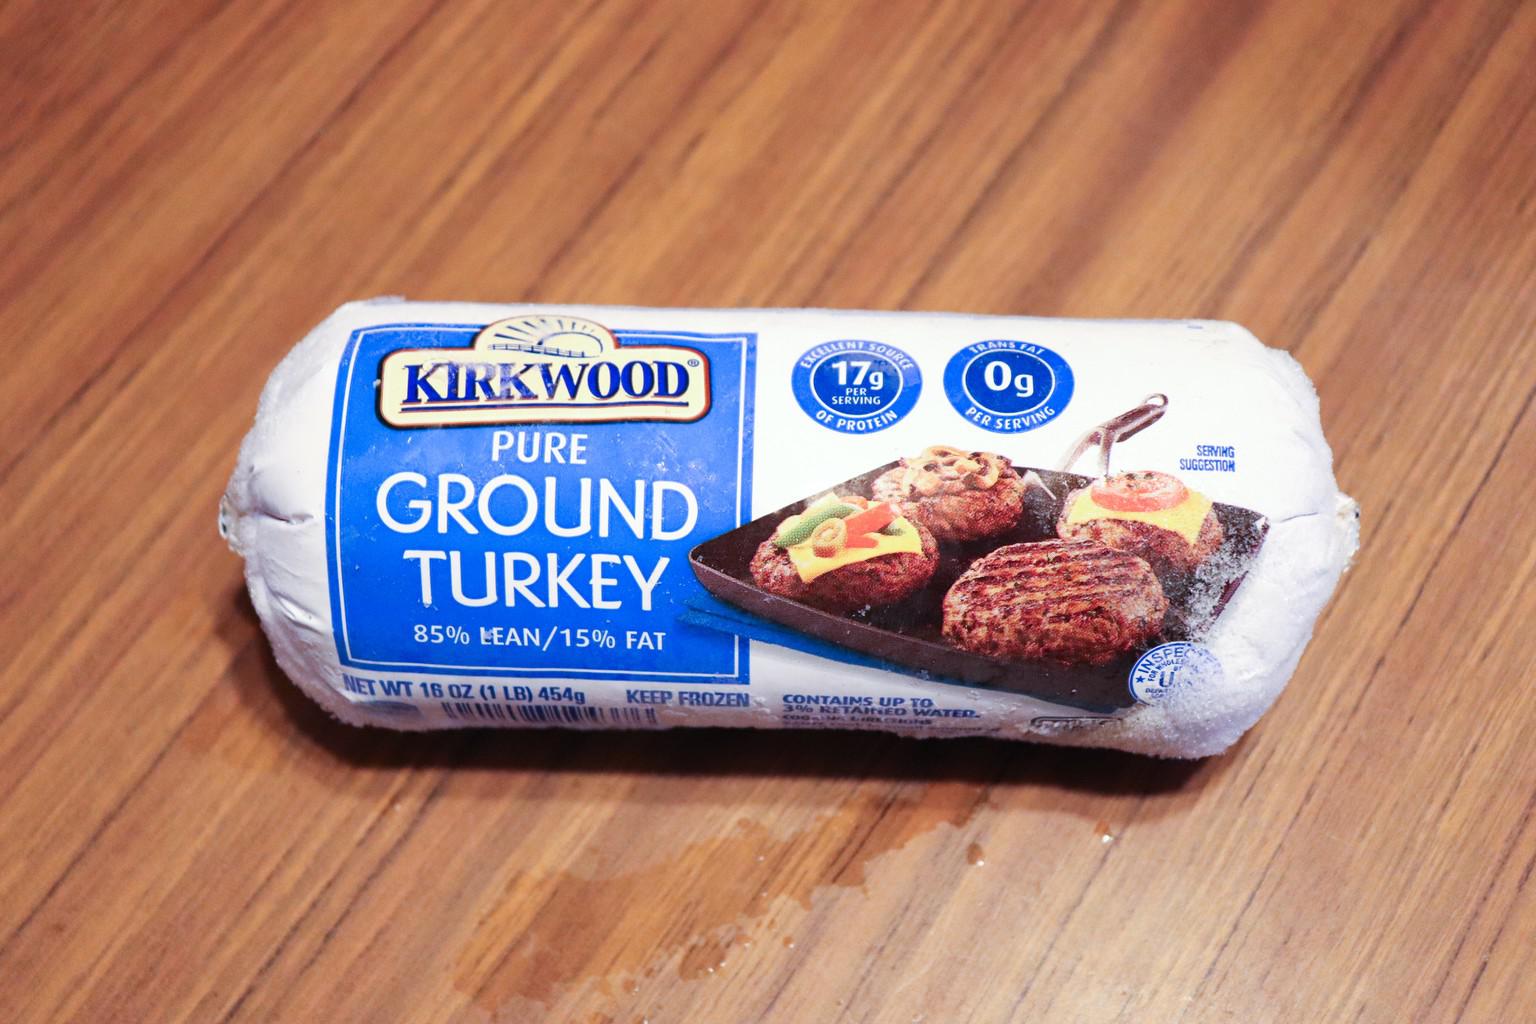 KIRKWOOD®
PURE
GROUND
TURKEY
85% LEAN/15% FAT
NET WT 16 OZ (1 LB) 454g
KEEP FROZEN
EXCELLENT SOURCE
17g
PER
SERVING
OF PROTEIN
TRANS FAT
0g
PER SERVING
SERVING
SUGGESTION
CONTAINS UP TO
3% RETAINED WATER.